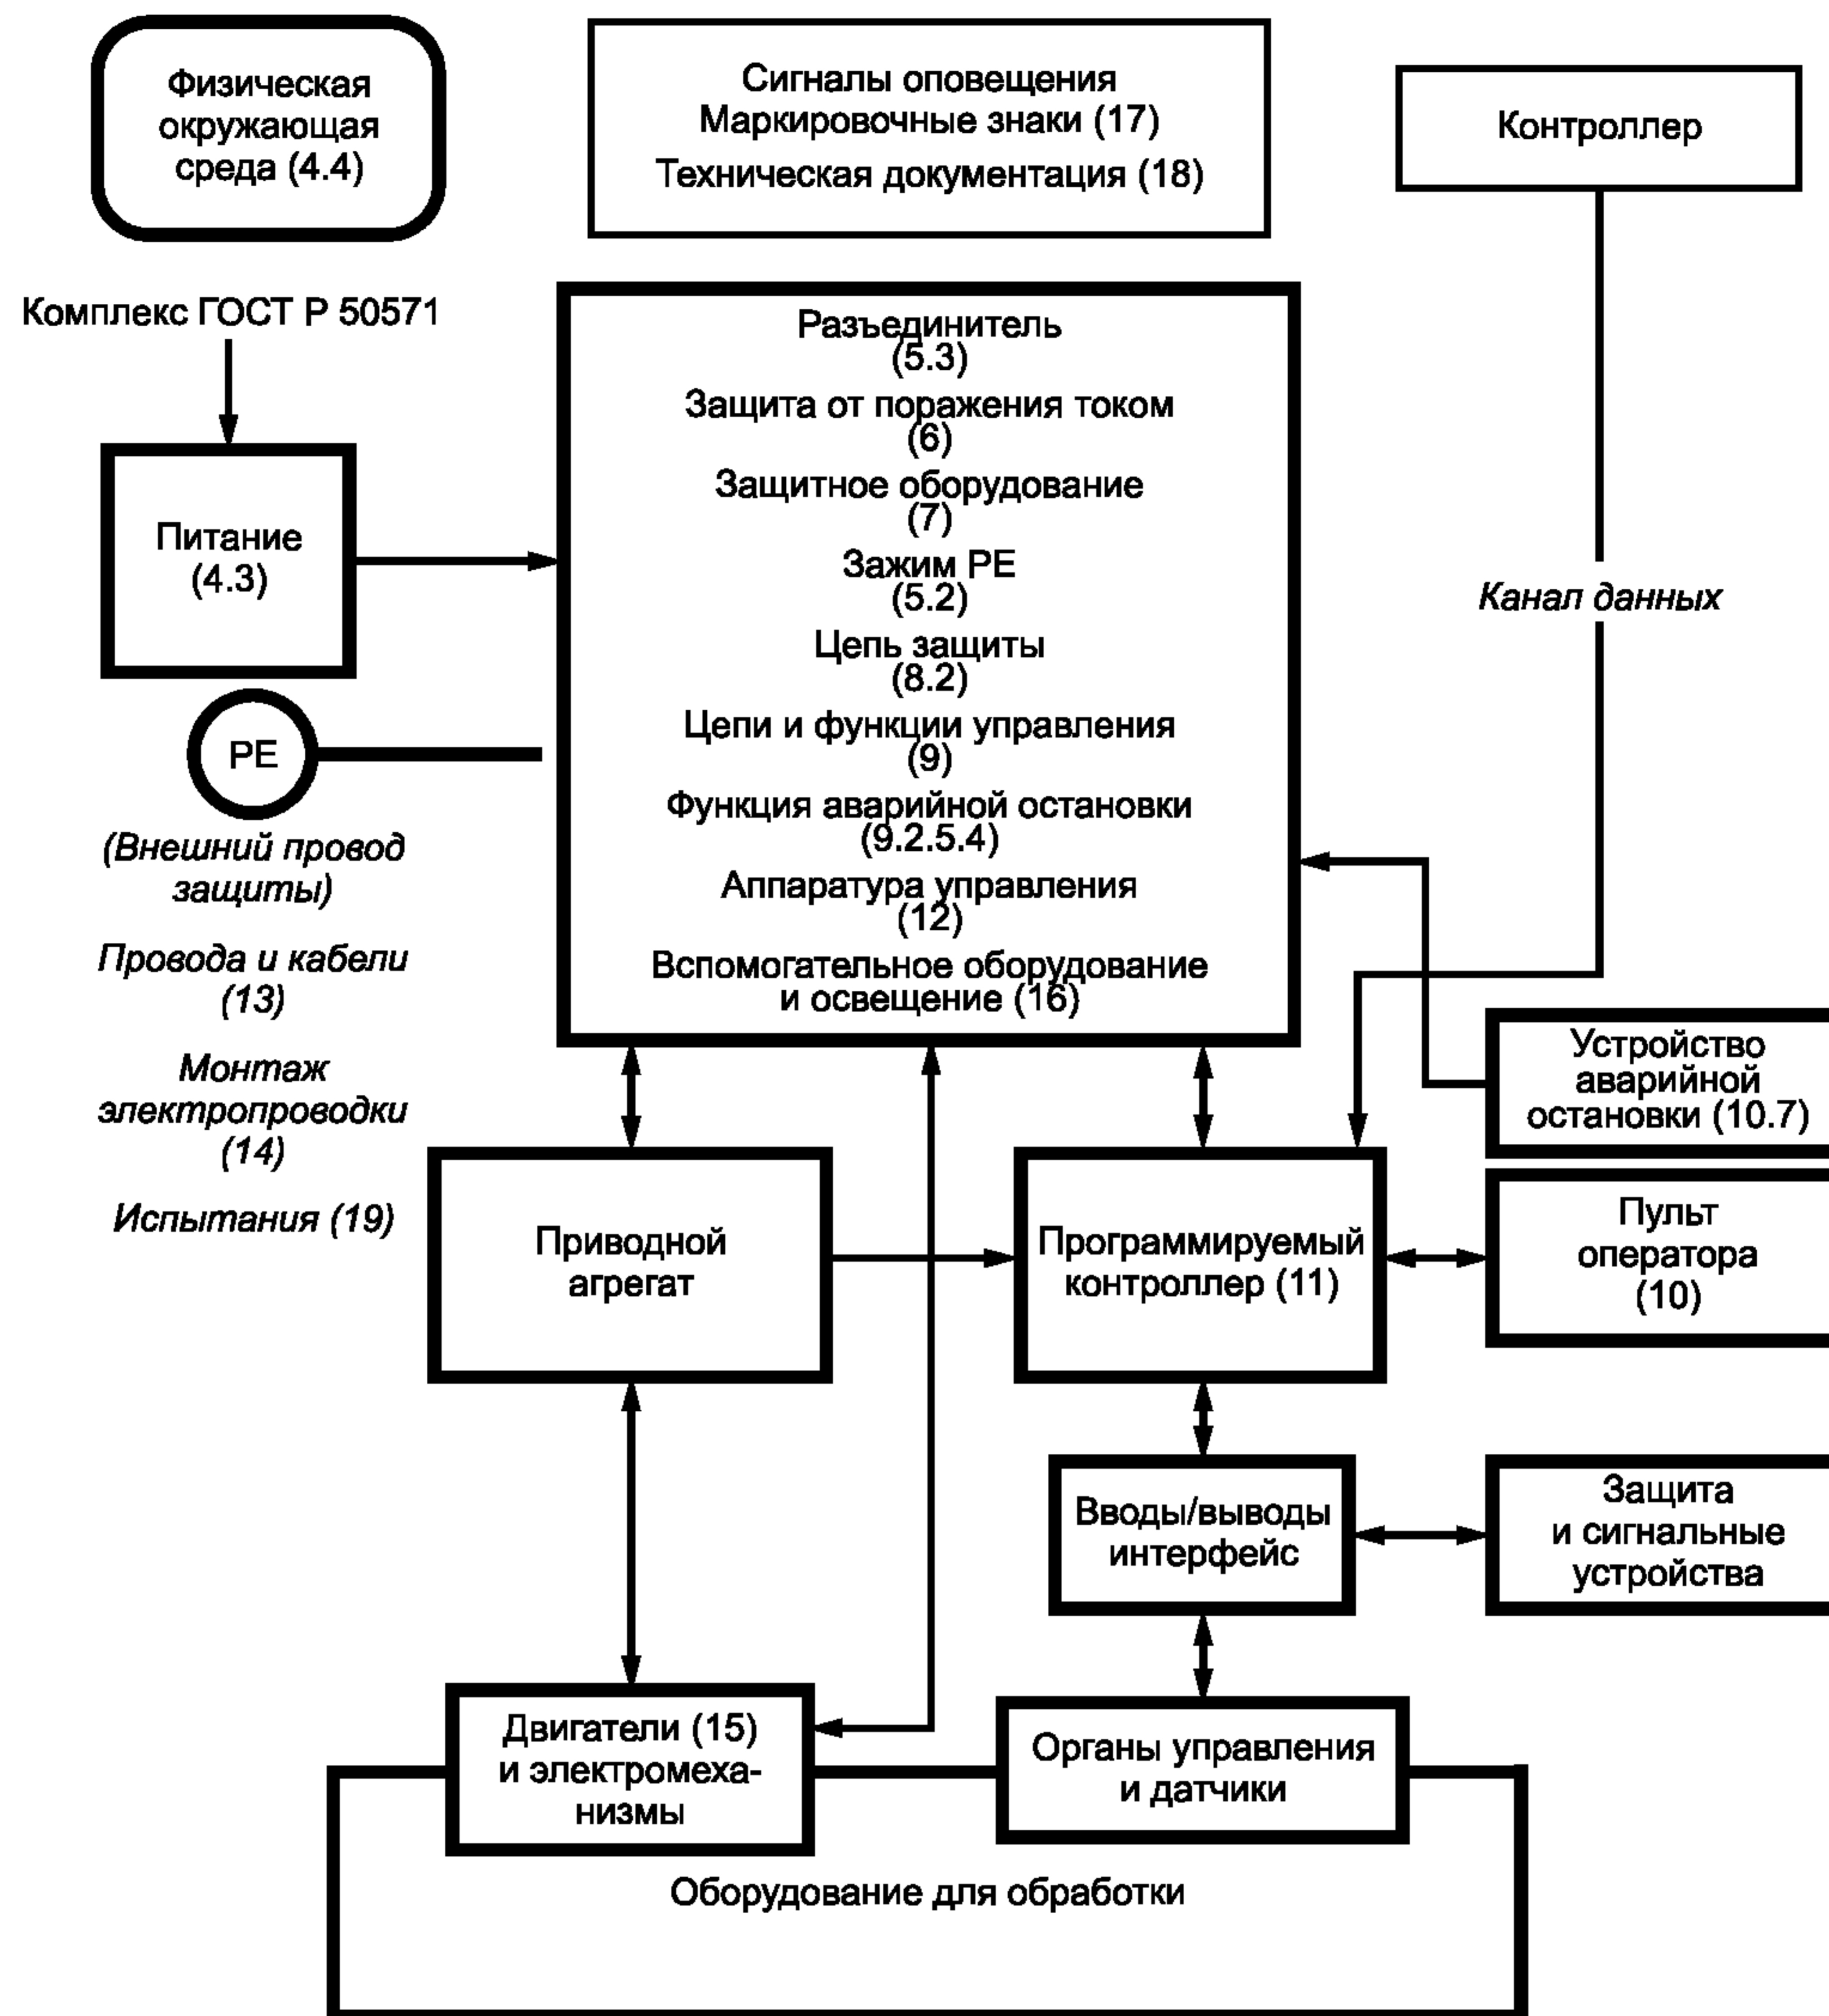 Физическая
окружающая
среда (4.4)
Сигналы оповещения
Маркировочные знаки (17)
Техническая документация (18)
Контроллер
Комплекс ГОСТ Р 50571
Питание
(4.3)
Разъединитель
(5.3)
Защита от поражения током
(6)
Защитное оборудование
(7)
Зажим PE
(5.2)
Цепь защиты
(8.2)
Цепи и функции управления
(9)
Функция аварийной остановки
(9.2.5.4)
Аппаратура управления
(12)
Вспомогательное оборудование
и освещение (16)
Канал данных
PE
(Внешний провод
защиты)
Провода и кабели
(13)
Монтаж
электропроводки
(14)
Испытания (19)
Устройство
аварийной
остановки (10.7)
Приводной
агрегат
Программируемый
контроллер (11)
Пульт
оператора
(10)
Вводы/выводы
интерфейс
Защита
и сигнальные
устройства
Двигатели (15)
и электромеха-
низмы
Органы управления
и датчики
Оборудование для обработки